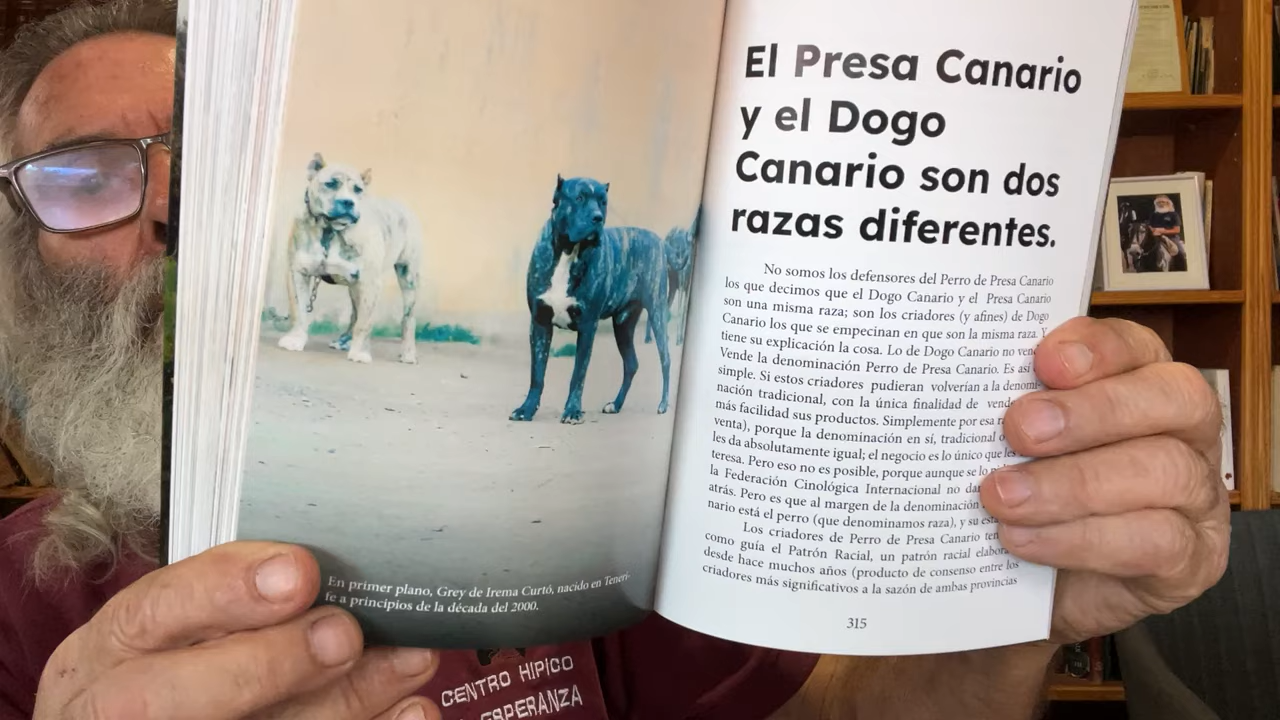 En primer plano, Grey de Irema Curtó, nacido en Teneri-
fe a principios de la década del 2000.
El Presa Canario
y el Dogo
Canario son dos
razas diferentes.
No somos los defensores del Perro de Presa Canario
los que decimos que el Dogo Canario y el Presa Canario
son una misma raza; son los criadores (y afines) de Dogo
Canario los que se empecinan en que son la misma raza. Y
tiene su explicación la cosa. Lo de Dogo Canario no
Vende la denominación Perro de Presa Canario. Es así
simple. Si estos criadores pudieran volverían a la denomi-
nación tradicional, con la única finalidad de
más facilidad sus productos. Simplemente por esa
venta), porque la denominación en sí, tradicional o
les da absolutamente igual; el negocio es lo único que les
teresa. Pero eso no es posible, porque aunque se lo
la Federación Cinológica Internacional no
atrás. Pero es que al margen de la denominación
nario está el perro (que denominamos raza), y su
Los criadores de Perro de Presa Canario
como guía el Patrón Racial, un patrón racial
desde hace muchos años (producto de consenso entre los
criadores más significativos a la sazón de ambas provincias
315
CENTRO HIPICO
ESPERANZA